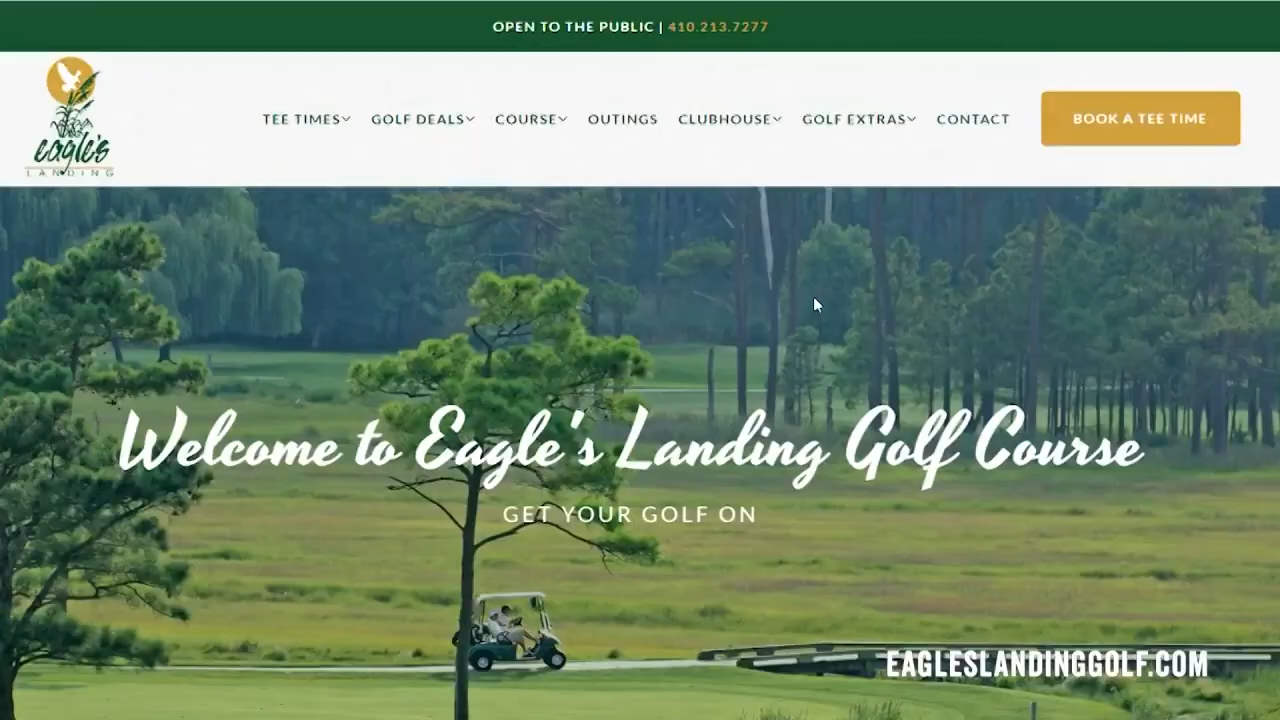 OPEN TO THE PUBLIC | 410.213.7277
eagle's
LANDING
TEE TIMES GOLF DEALS COURSE OUTINGS CLUBHOUSE GOLF EXTRAS CONTACT BOOK A TEE TIME
Welcome to Eagle's Landing Golf Course
GET YOUR GOLF ON
EAGLESLANDINGGOLF.COM